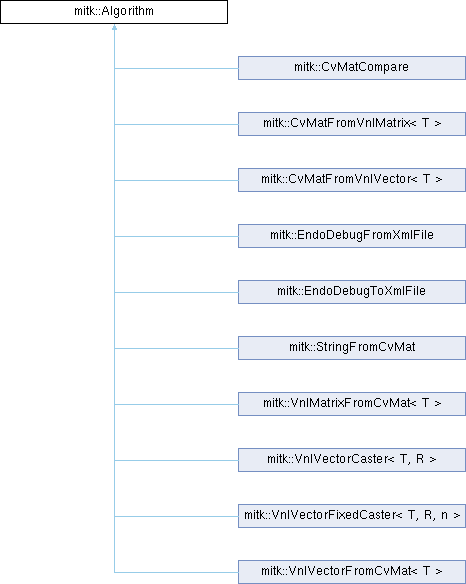 mitk::Algorithm
mitk::CvMatCompare
mitk::CvMatFromVnlMatrix< T >
mitk::CvMatFromVnlVector< T >
mitk::EndoDebugFromXmlFile
mitk::EndoDebugToXmlFile
mitk::StringFromCvMat
mitk::VnlMatrixFromCvMat< T >
mitk::VnlVectorCaster< T, R >
mitk::VnlVectorFixedCaster< T, R, n >
mitk::VnlVectorFromCvMat< T >